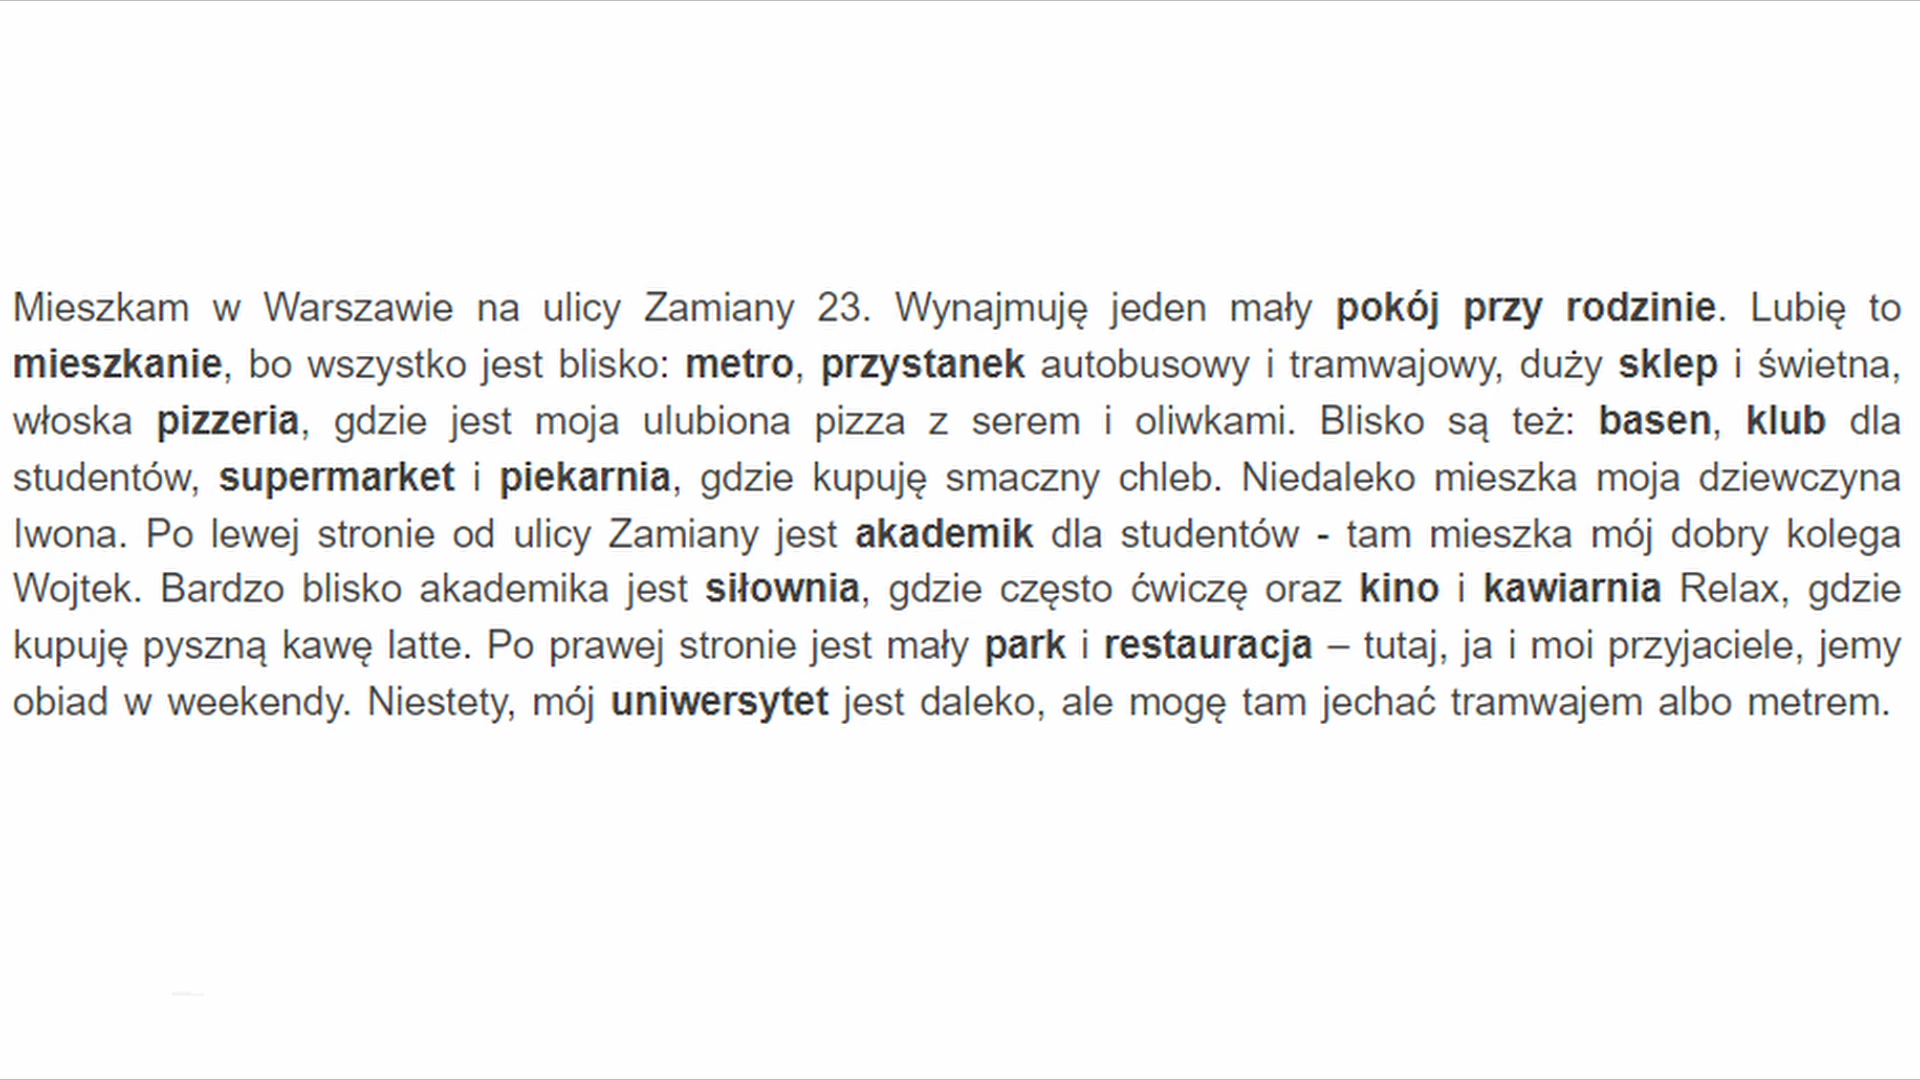 Mieszkam w Warszawie na ulicy Zamiany 23. Wynajmuję jeden mały pokój przy rodzinie. Lubię to
mieszkanie, bo wszystko jest blisko: metro, przystanek autobusowy i tramwajowy, duży sklep i świetna,
włoska pizzeria, gdzie jest moja ulubiona pizza z serem i oliwkami. Blisko są też: basen, klub dla
studentów, supermarket i piekarnia, gdzie kupuję smaczny chleb. Niedaleko mieszka moja dziewczyna
Iwona. Po lewej stronie od ulicy Zamiany jest akademik dla studentów - tam mieszka mój dobry kolega
Wojtek. Bardzo blisko akademika jest siłownia, gdzie często ćwiczę oraz kino i kawiarnia Relax, gdzie
kupuję pyszną kawę latte. Po prawej stronie jest mały park i restauracja – tutaj, ja i moi przyjaciele, jemy
obiad w weekendy. Niestety, mój uniwersytet jest daleko, ale mogę tam jechać tramwajem albo metrem.